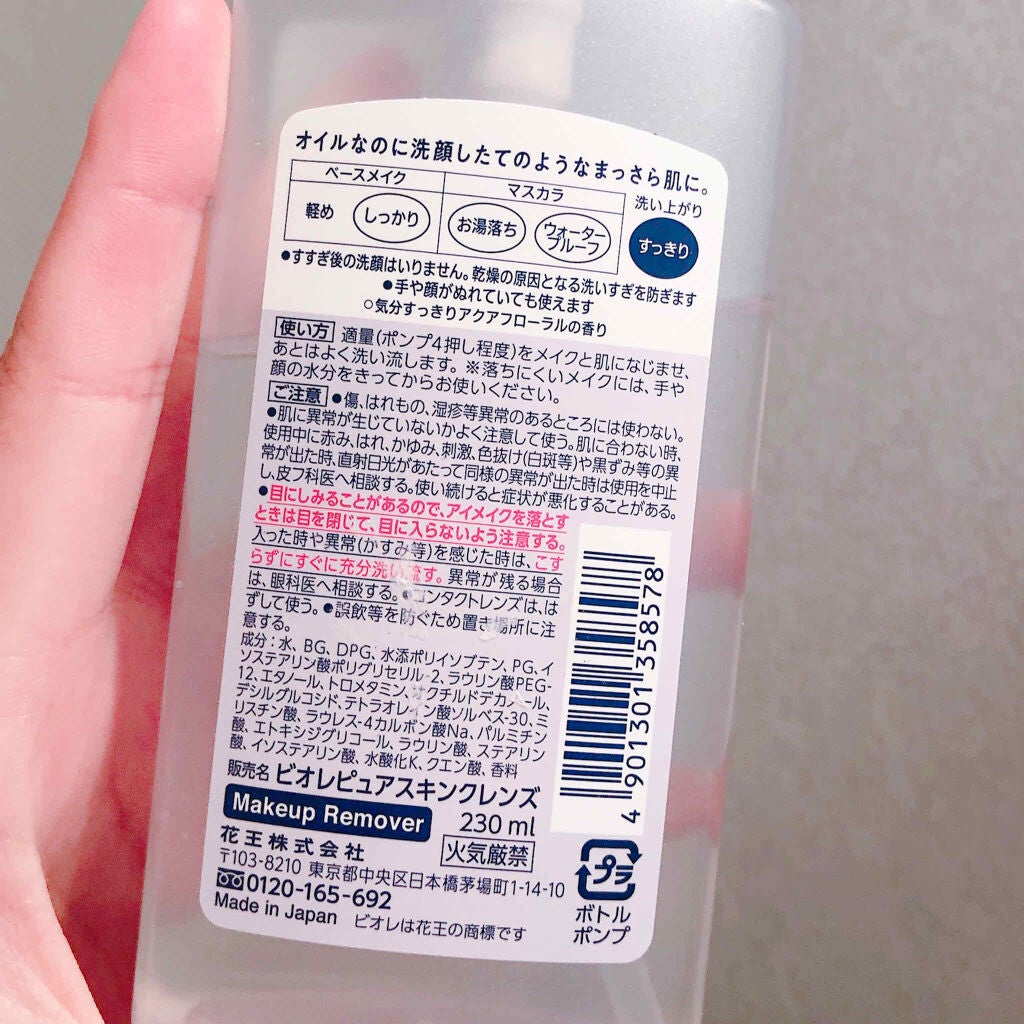 オイルなのに洗顔したてのようなまっさら肌に。
ベースメイク マスカラ 洗い上がり
軽め しっかり お湯落ち ウォータープルーフ すっきり
●すすぎ後の洗顔はいりません。乾燥の原因となる洗いすぎを防ぎます
●手や顔がぬれていても使えます
○気分すっきりアクアフローラルの香り
使い方 適量(ポンプ4押し程度)をメイクと肌になじませ、
あとはよく洗い流します。※落ちにくいメイクには、手や
顔の水分をきってからお使いください。
ご注意 ●傷、はれもの、湿疹等異常のあるところには使わない。
●肌に異常が生じていないかよく注意して使う。肌に合わない時、
使用中に赤み、はれ、かゆみ、刺激、色抜け(白斑等)や黒ずみ等の異
常が出た時、直射日光があたって同様の異常が出た時は使用を中止
し、皮フ科医へ相談する。使い続けると症状が悪化することがある。
●目にしみることがあるので、アイメイクを落とす
ときは目を閉じて、目に入らないよう注意する。
入った時や異常(かすみ等)を感じた時は、こす
らずにすぐに充分洗い流す。異常が残る場合
は、眼科医へ相談する。●コンタクトレンズは、は
ずして使う。●誤飲等を防ぐため置き場所に注
意する。
成分：水、BG、DPG、水添ポリイソブテン、PG、イ
ソステアリン酸ポリグリセリル-2、ラウリン酸PEG-
12、エタノール、トロメタミン、オクチルドデカノール、
デシルグルコシド、テトラオレイン酸ソルベス-30、ミ
リスチン酸、ラウレス-4カルボン酸Na、パルミチン
酸、エトキシジグリコール、ラウリン酸、ステアリン
酸、イソステアリン酸、水酸化K、クエン酸、香料
販売名 ビオレピュアスキンクレンズ
Makeup Remover 230 ml
花王株式会社 火気厳禁
〒103-8210 東京都中央区日本橋茅場町1-14-10
0120-165-692
Made in Japan ビオレは花王の商標です
4 901301 358578
プラ
ボトル
ポンプ